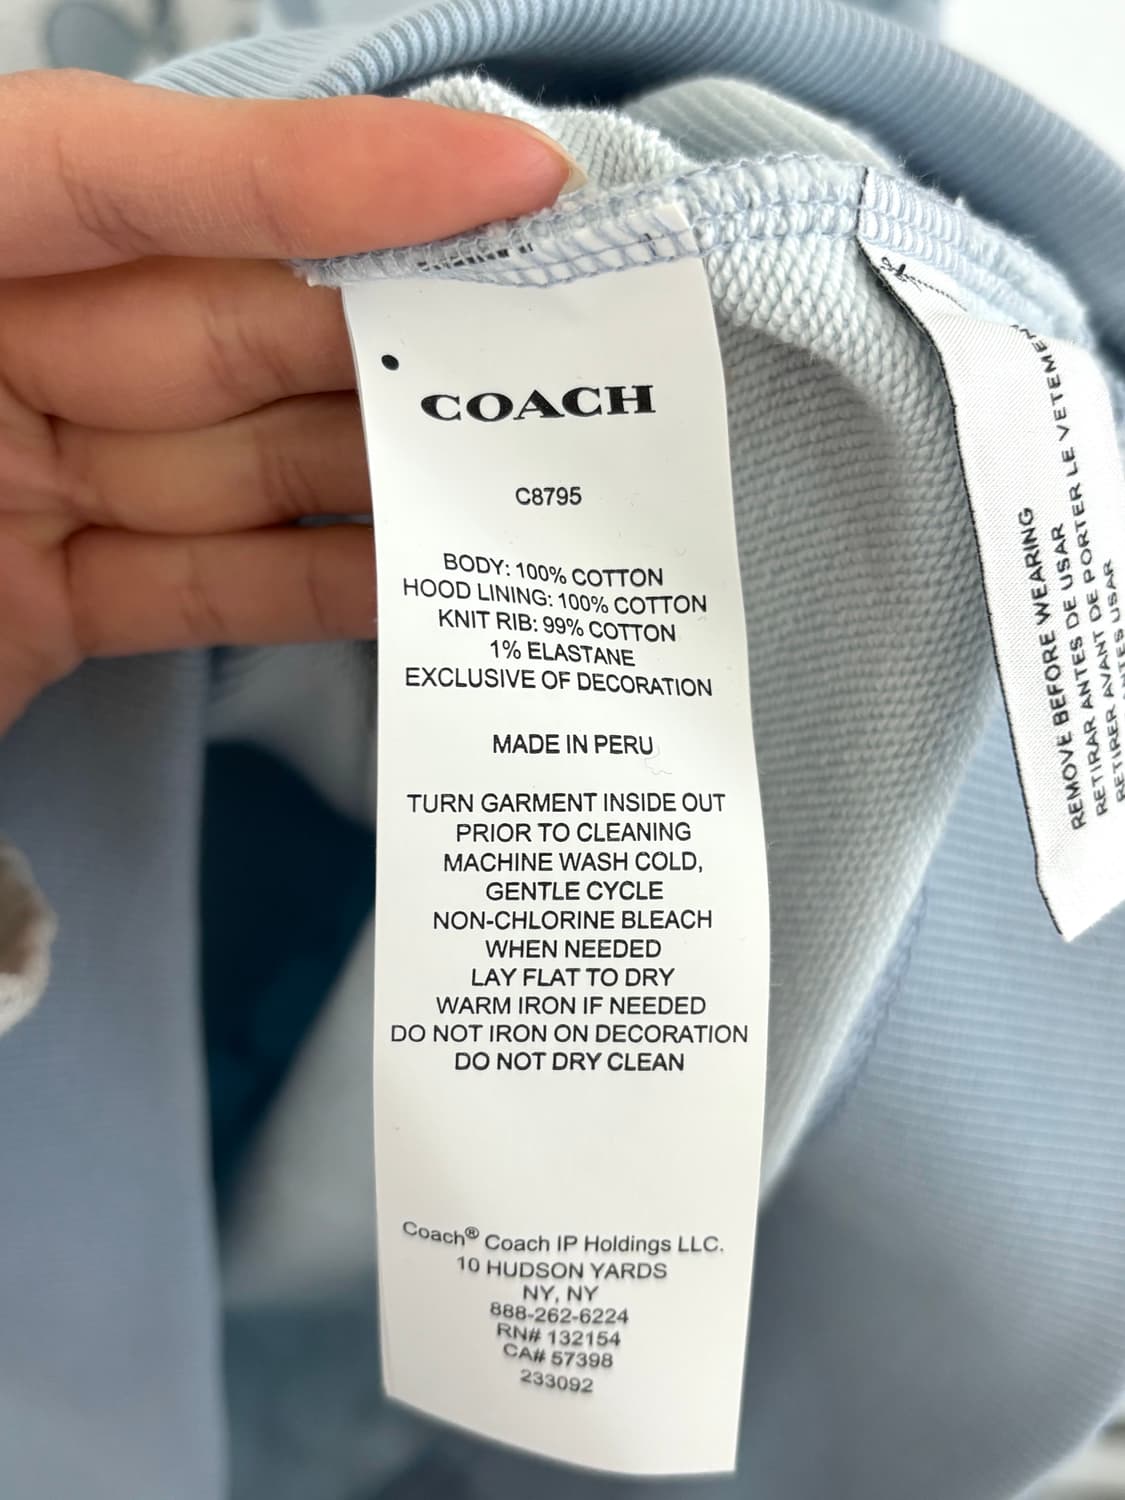 COACH
C8795
BODY: 100% COTTON
HOOD LINING: 100% COTTON
KNIT RIB: 99% COTTON
1% ELASTANE
EXCLUSIVE OF DECORATION
MADE IN PERU
TURN GARMENT INSIDE OUT
PRIOR TO CLEANING
MACHINE WASH COLD,
GENTLE CYCLE
NON-CHLORINE BLEACH
WHEN NEEDED
LAY FLAT TO DRY
WARM IRON IF NEEDED
DO NOT IRON ON DECORATION
DO NOT DRY CLEAN
Coach® Coach IP Holdings LLC.
10 HUDSON YARDS
NY, NY
888-262-6224
RN# 132154
CA# 57398
233092
REMOVE BEFORE WEARING
RETIRAR ANTES DE USAR
RETIRER AVANT DE PORTER LE VETEMEN
ANTES USAR